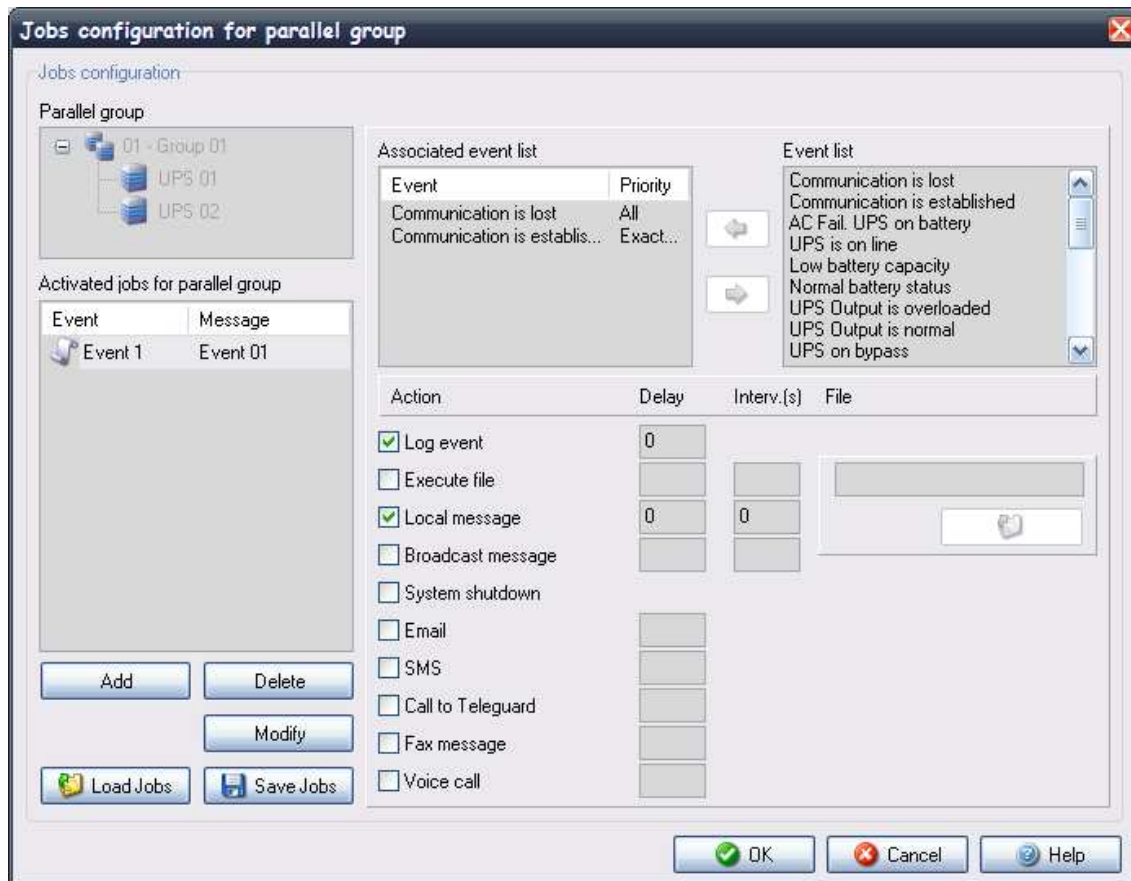 Jobs configuration for parallel group
Jobs configuration
Parallel group
01 - Group 01
UPS 01
UPS 02
Activated jobs for parallel group
Event Message
Event 1 Event 01
Add Delete
Modify
Load Jobs Save Jobs
Associated event list
Event Priority
Communication is lost All
Communication is establis... Exact...
Event list
Communication is lost
Communication is established
AC Fail. UPS on battery
UPS is on line
Low battery capacity
Normal battery status
UPS Output is overloaded
UPS Output is normal
UPS on bypass
Action Delay Interv.(s) File
Log event 0
Execute file
Local message 0 0
Broadcast message
System shutdown
Email
SMS
Call to Teleguard
Fax message
Voice call
OK Cancel Help